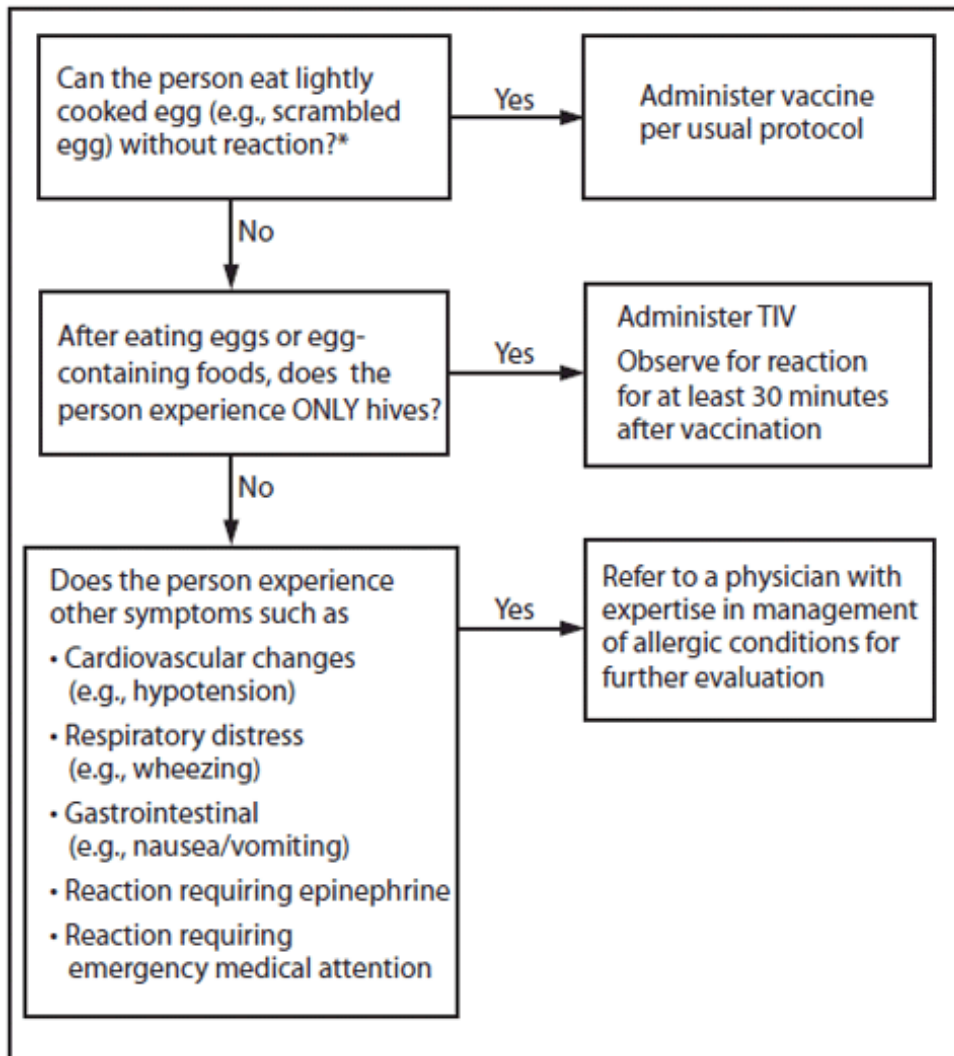 Can the person eat lightly
cooked egg (e.g., scrambled
egg) without reaction?*
Yes
Administer vaccine
per usual protocol
No
After eating eggs or egg-
containing foods, does the
person experience ONLY hives?
Yes
Administer TIV
Observe for reaction
for at least 30 minutes
after vaccination
No
Does the person experience
other symptoms such as
• Cardiovascular changes
(e.g., hypotension)
• Respiratory distress
(e.g., wheezing)
• Gastrointestinal
(e.g., nausea/vomiting)
• Reaction requiring epinephrine
• Reaction requiring
emergency medical attention
Yes
Refer to a physician with
expertise in management
of allergic conditions for
further evaluation